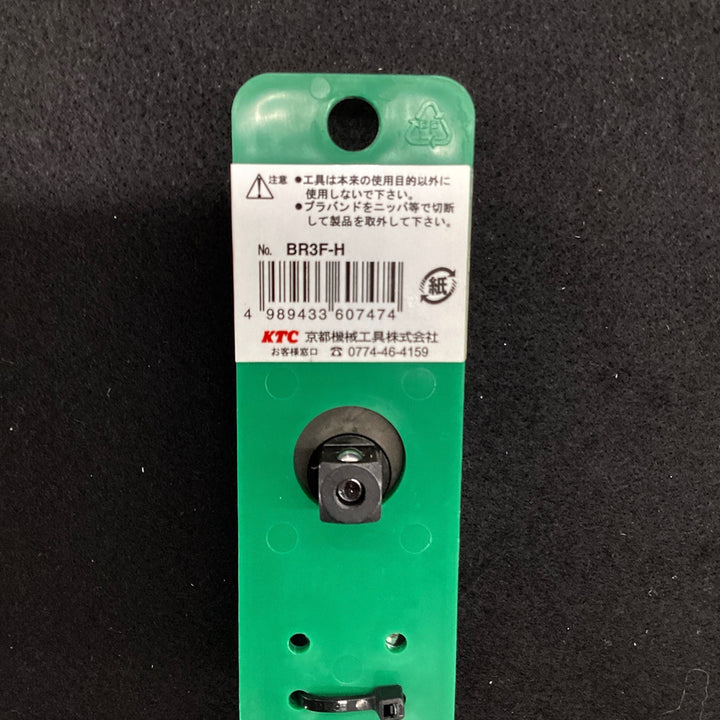 注意 ●工具は本来の使用目的以外に
使用しないで下さい。
●プラバンドをニッパ等で切断
して製品を取外して下さい。
No. BR3F-H
紙
4 989433 607474
KTC 京都機械工具株式会社
お客様窓口 ☎ 0774-46-4159